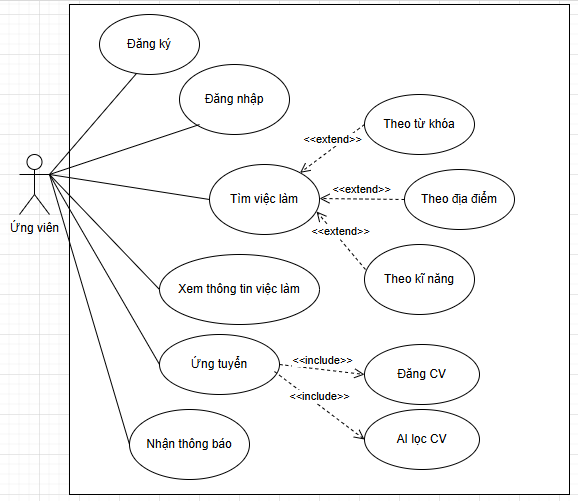 Đăng ký
Đăng nhập
Theo từ khóa
<<extend>>
Ứng viên
Tìm việc làm
<<extend>>
Theo địa điểm
<<extend>>
Theo kĩ năng
Xem thông tin việc làm
Ứng tuyển
<<include>>
Đăng CV
<<include>>
AI lọc CV
Nhận thông báo